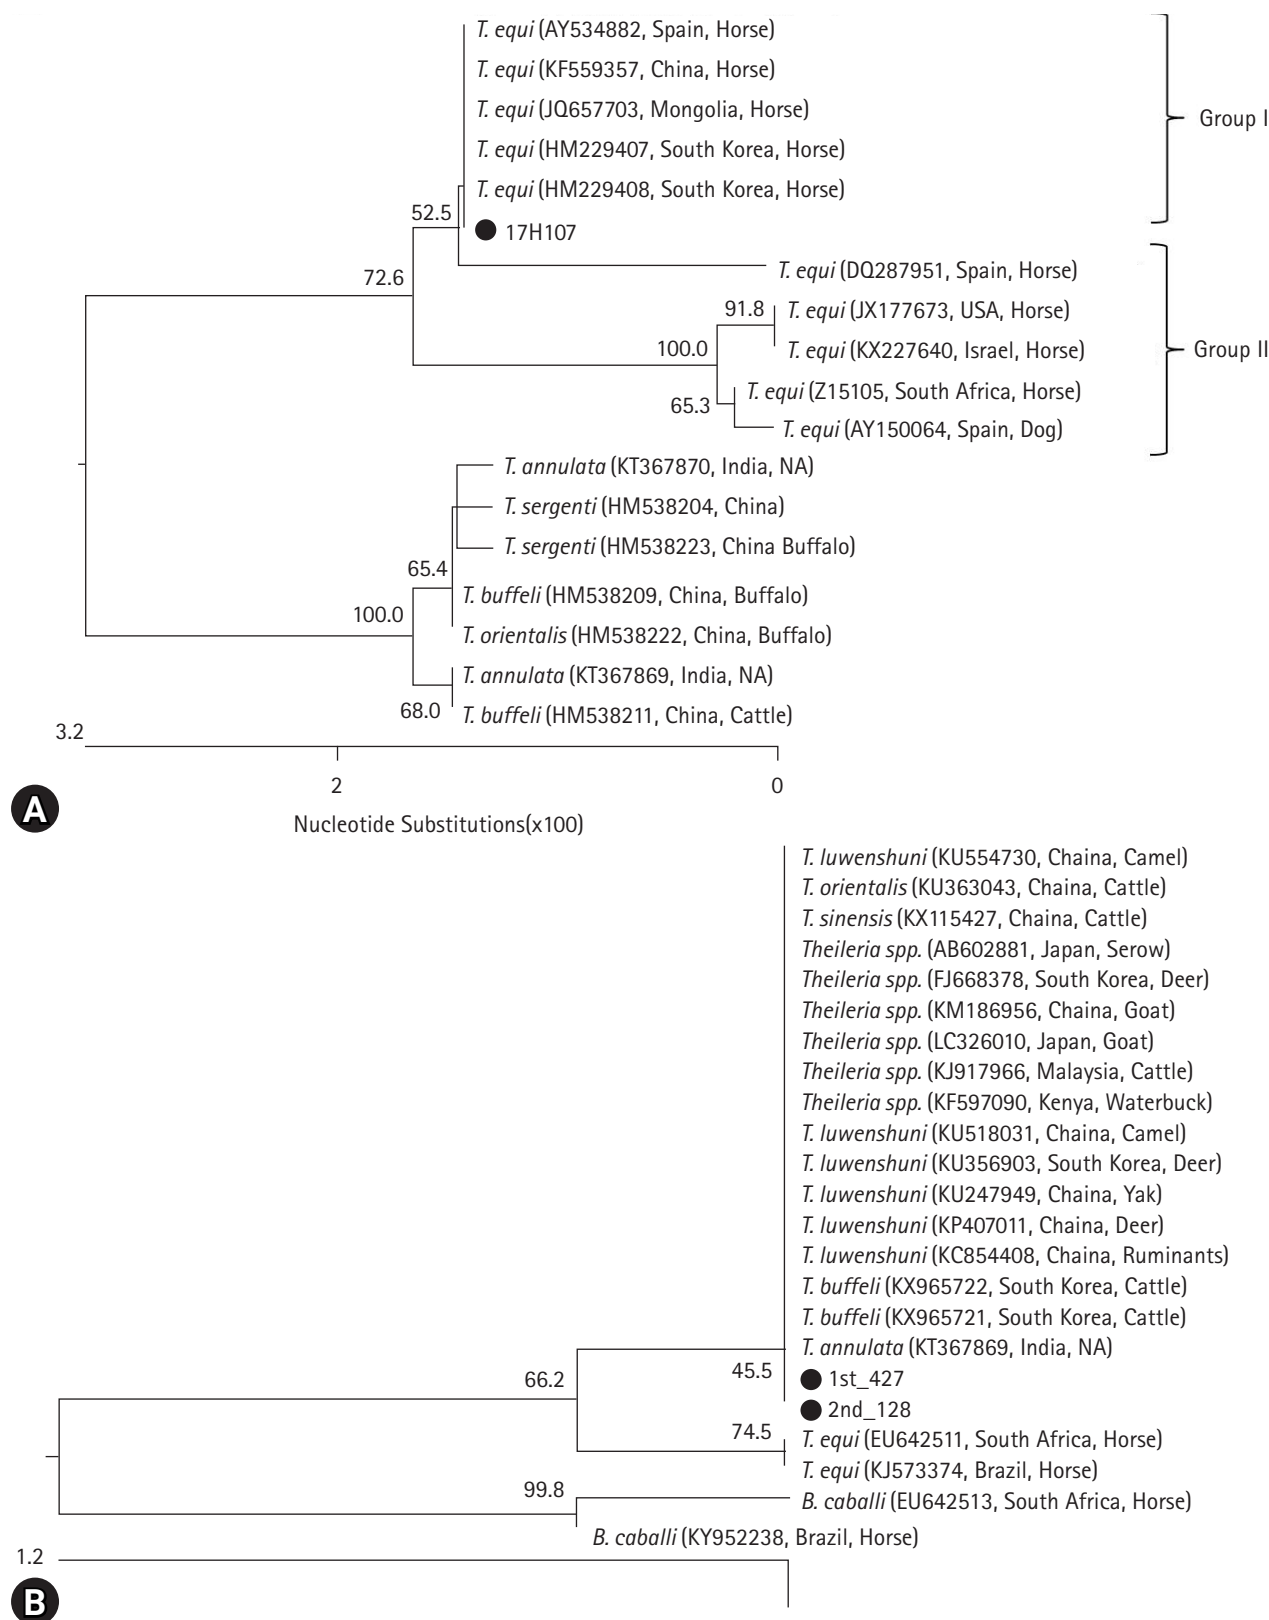 T. equi (AY534882, Spain, Horse)
T. equi (KF559357, China, Horse)
T. equi (JQ657703, Mongolia, Horse)
Group I
T. equi (HM229407, South Korea, Horse)
T. equi (HM229408, South Korea, Horse)
52.5
17H107
T. equi (DQ287951, Spain, Horse)
72.6
91.8
T. equi (JX177673, USA, Horse)
100.0
T. equi (KX227640, Israel, Horse)
Group II
T. equi (Z15105, South Africa, Horse)
65.3
T. equi (AY150064, Spain, Dog)
T. annulata (KT367870, India, NA)
T. sergenti (HM538204, China)
T. sergenti (HM538223, China Buffalo)
65.4
T. buffeli (HM538209, China, Buffalo)
100.0
T. orientalis (HM538222, China, Buffalo)
T. annulata (KT367869, India, NA)
68.0
T. buffeli (HM538211, China, Cattle)
3.2
2
0
A
Nucleotide Substitutions(x100)
T. luwenshuni (KU554730, Chaina, Camel)
T. orientalis (KU363043, Chaina, Cattle)
T. sinensis (KX115427, Chaina, Cattle)
Theileria spp. (AB602881, Japan, Serow)
Theileria spp. (FJ668378, South Korea, Deer)
Theileria spp. (KM186956, Chaina, Goat)
Theileria spp. (LC326010, Japan, Goat)
Theileria spp. (KJ917966, Malaysia, Cattle)
Theileria spp. (KF597090, Kenya, Waterbuck)
T. luwenshuni (KU518031, Chaina, Camel)
T. luwenshuni (KU356903, South Korea, Deer)
T. luwenshuni (KU247949, Chaina, Yak)
T. luwenshuni (KP407011, Chaina, Deer)
T. luwenshuni (KC854408, Chaina, Ruminants)
T. buffeli (KX965722, South Korea, Cattle)
T. buffeli (KX965721, South Korea, Cattle)
T. annulata (KT367869, India, NA)
45.5
66.2
1st_427
2nd_128
74.5
T. equi (EU642511, South Africa, Horse)
T. equi (KJ573374, Brazil, Horse)
99.8
B. caballi (EU642513, South Africa, Horse)
B. caballi (KY952238, Brazil, Horse)
1.2
B